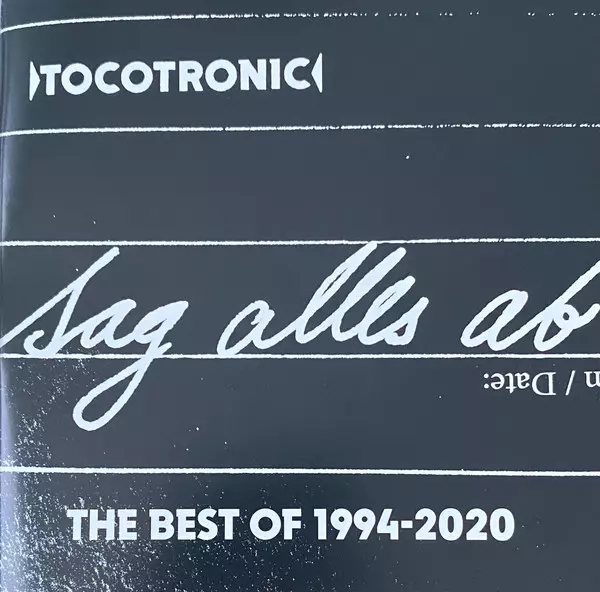 TOCOTRONIC
Sag alles ab
n / Date:
THE BEST OF 1994-2020